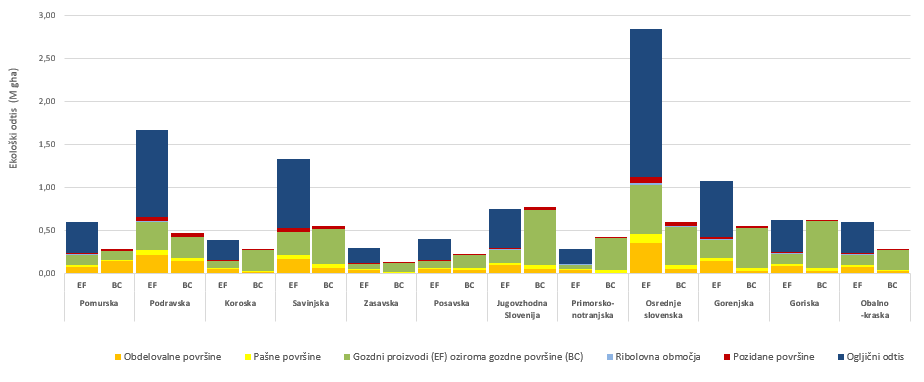 Ekološki odtis (M gha)
3,00
2,50
2,00
1,50
1,00
0,50
0,00
EF BC EF BC EF BC EF BC EF BC EF BC EF BC EF BC EF BC EF BC EF BC EF BC
Pomurska Podravska Koroska Savinjska Zasavska Posavska Jugovzhodna Primorsko- Osrednje Gorenjska Goriska Obalno
Slovenija notranjska slovenska -kraska
Obdelovalne površine Pašne površine Gozdni proizvodi (EF) oziroma gozdne površine (BC) Ribolovna območja Pozidane površine Ogljični odtis